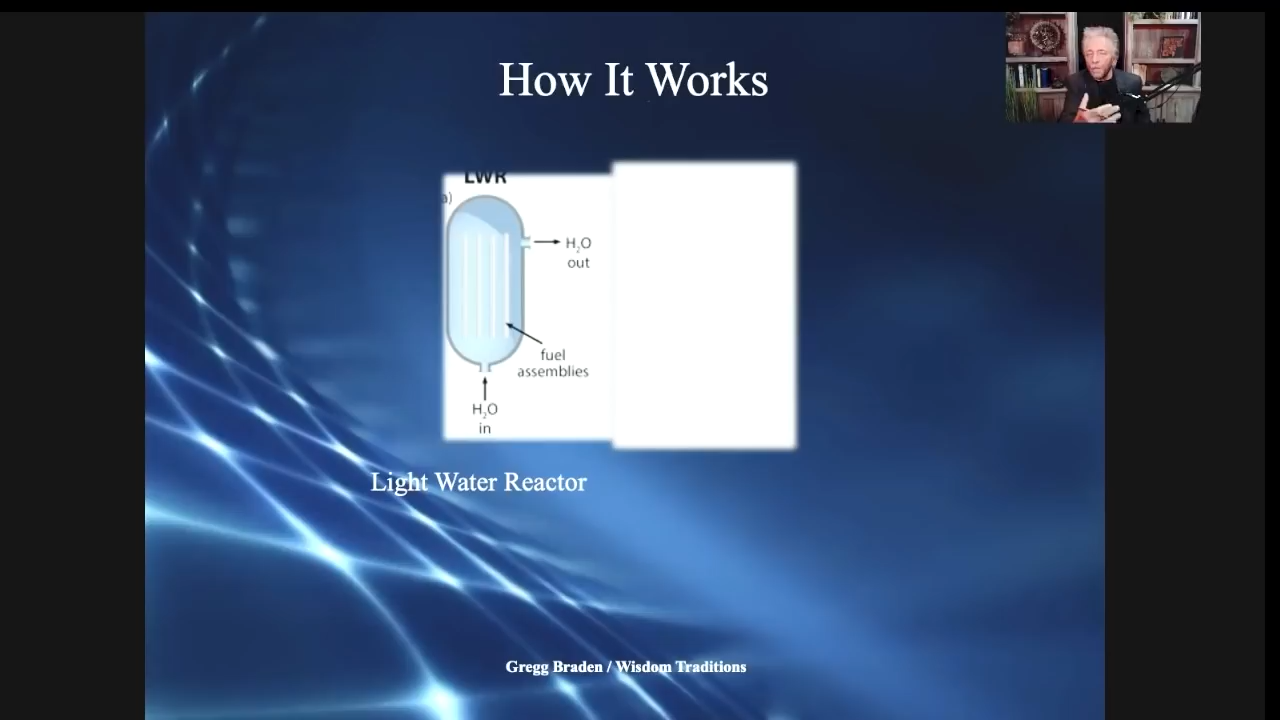 How It Works
LWR
a)
H₂O
out
fuel
assemblies
H₂O
in
Light Water Reactor
Gregg Braden / Wisdom Traditions